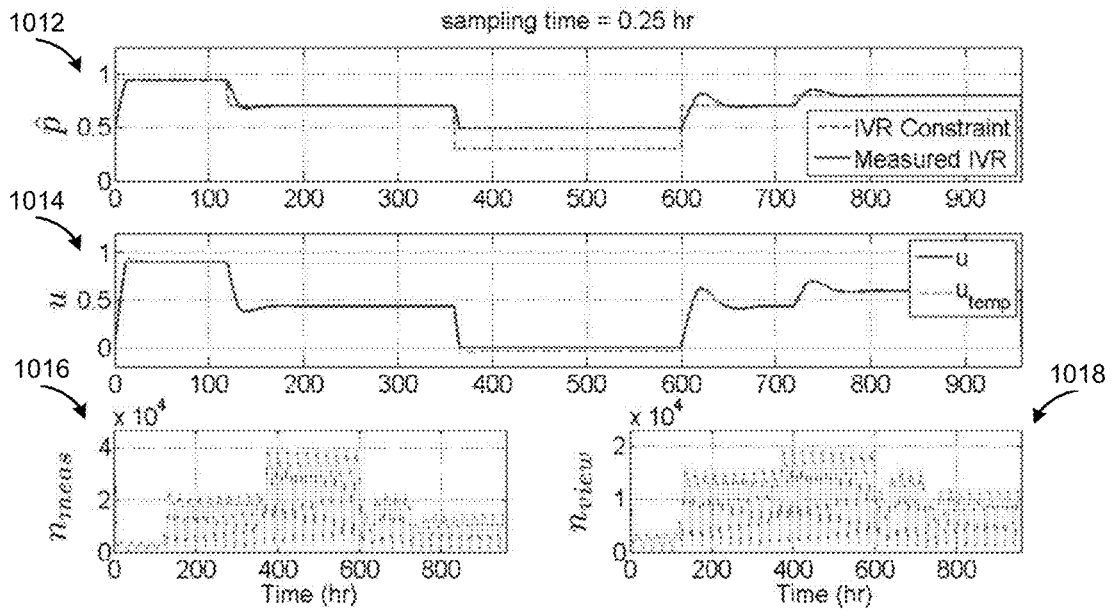 1012
sampling time = 0.25 hr
1
0.5
0
p̂
IVR Constraint
Measured IVR
0 100 200 300 400 500 600 700 800 900
1014
1
0.5
0
u
u
u_temp
0 100 200 300 400 500 600 700 800 900
1016
x 10^4
4
2
0
n_meas
0 200 400 600 800
Time (hr)
1018
x 10^4
2
1
0
n_view
0 200 400 600 800
Time (hr)